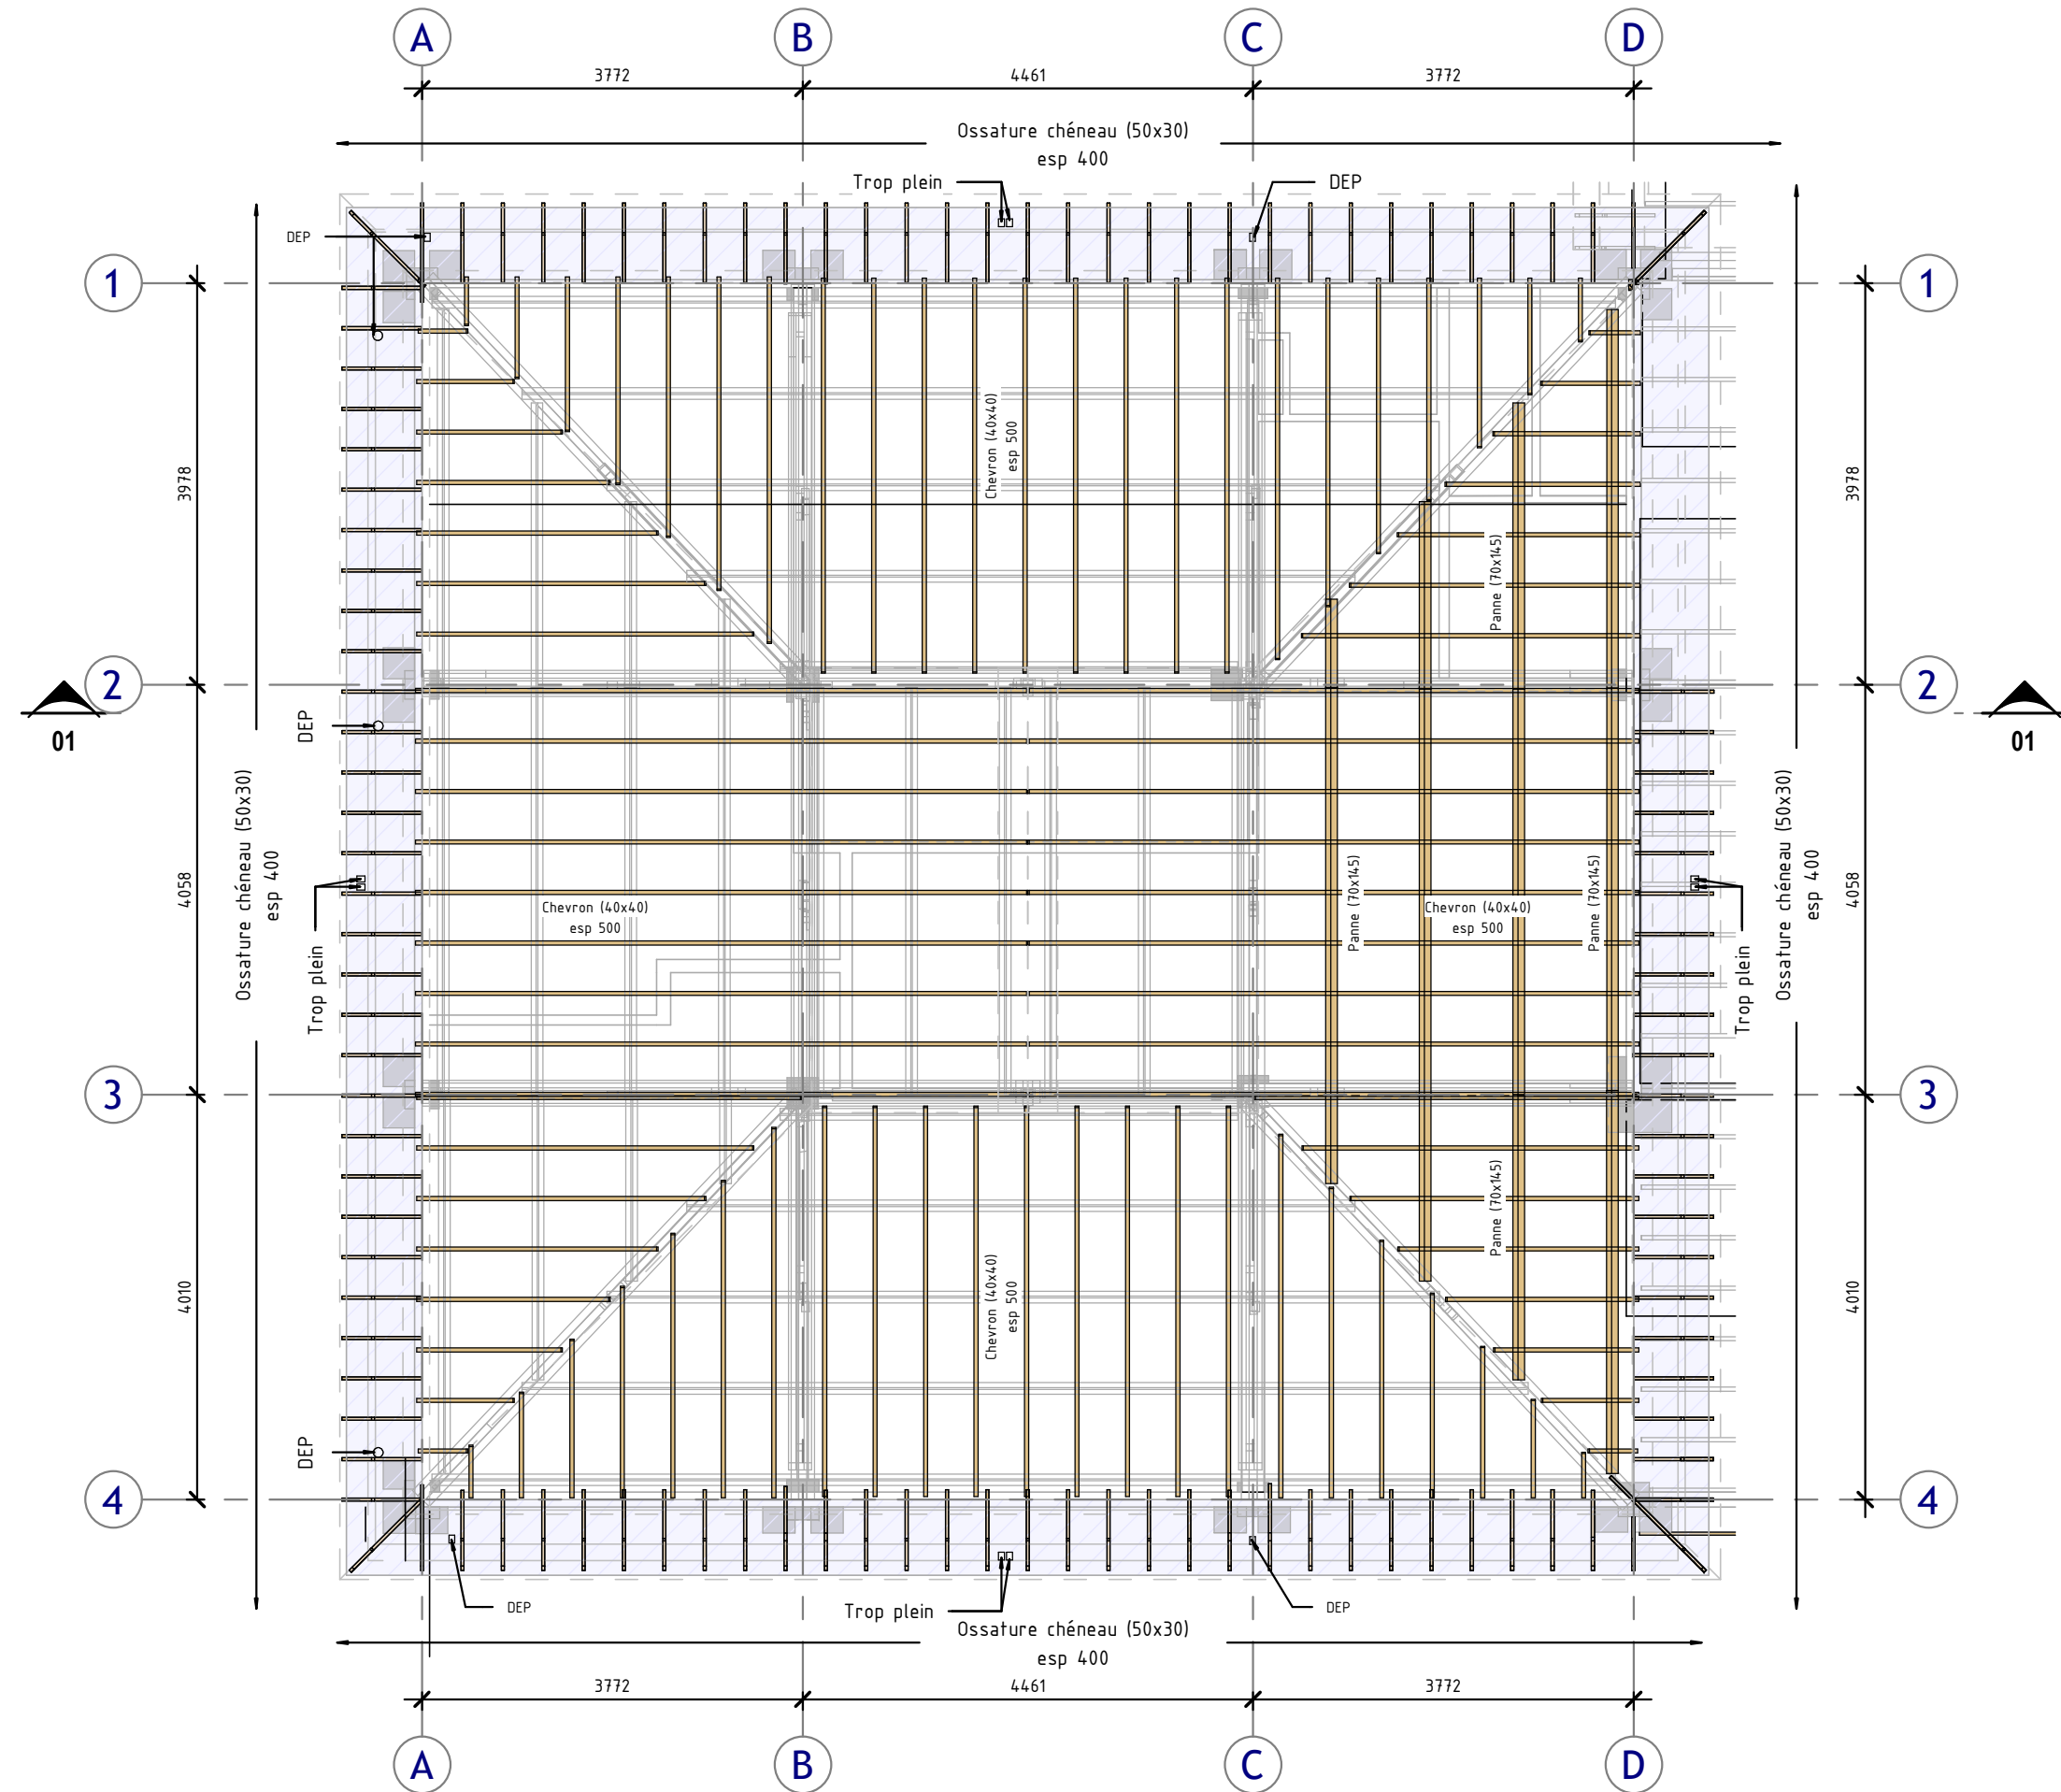 A
B
C
D
3772
4461
3772
Ossature chéneau (50x30)
esp 400
Trop plein
DEP
DEP
1
1
3978
3978
Chevron (40x40)
esp 500
Panne (70x145)
2
2
01
01
DEP
Ossature chéneau (50x30)
esp 400
Ossature chéneau (50x30)
esp 400
4058
4058
Chevron (40x40)
esp 500
Panne (70x145)
Chevron (40x40)
esp 500
Panne (70x145)
Trop plein
Trop plein
3
3
4010
4010
Chevron (40x40)
esp 500
Panne (70x145)
DEP
4
4
DEP
Trop plein
DEP
Ossature chéneau (50x30)
esp 400
3772
4461
3772
A
B
C
D